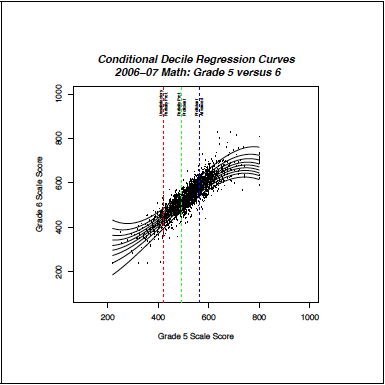 Conditional Decile Regression Curves
2006–07 Math: Grade 5 versus 6
1000
800
600
400
200
Grade 6 Scale Score
200 400 600 800 1000
Grade 5 Scale Score